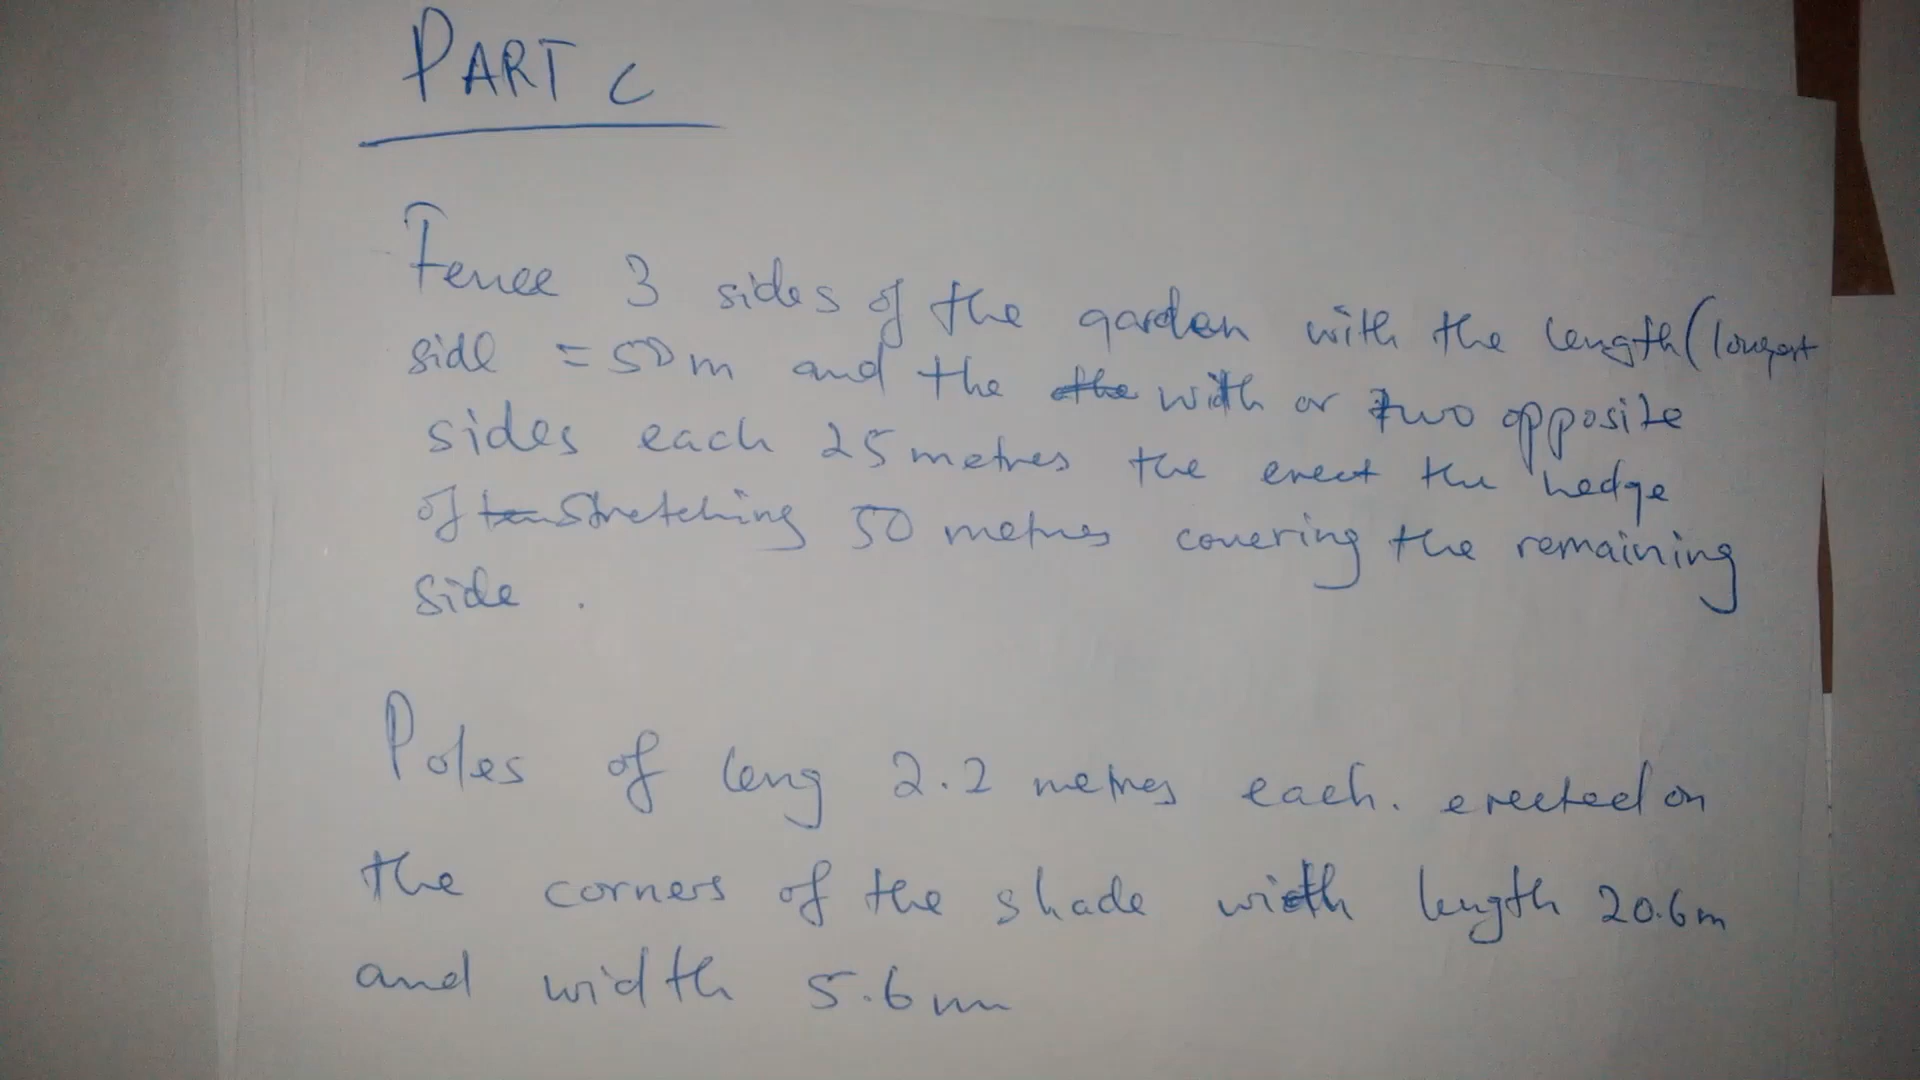 PART C
Fence 3 sides of the garden with the length (longest
side = 50m and the the width or two opposite
sides each 25 metres the erect the hedge
of stretching 50 metres covering the remaining
side .
Poles of leng 2.2 metres each. erected on
the corners of the shade width length 20.6m
and width 5.6m